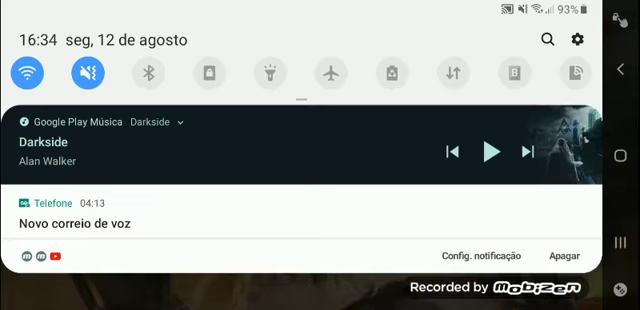 93%
16:34 seg, 12 de agosto
Google Play Música Darkside
Darkside
Alan Walker
Telefone 04:13
Novo correio de voz
Config. notificação Apagar
Recorded by Mobizen